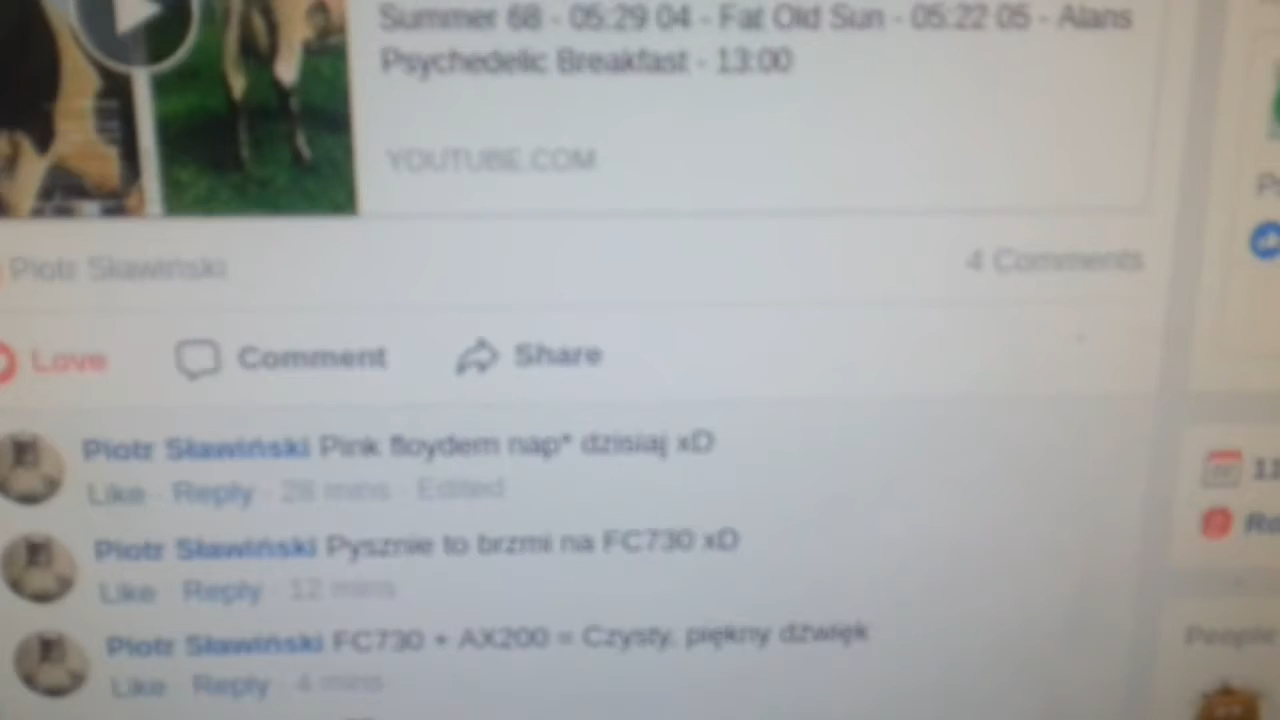 Summer 68 - 05:29 04 - Fat Old Sun - 05:22 05 - Alans
Psychedelic Breakfast - 13:00
YOUTUBE.COM
Piotr Sławiński
4 Comments
Love Comment Share
Piotr Sławiński Pink floydem nap* dzisiaj xD
Like · Reply · 28 mins · Edited
Piotr Sławiński Pysznie to brzmi na FC730 xD
Like Reply 12 mins
Piotr Sławiński FC730 + AX200 = Czysty, piękny dźwięk
Like Reply 4 mins
People